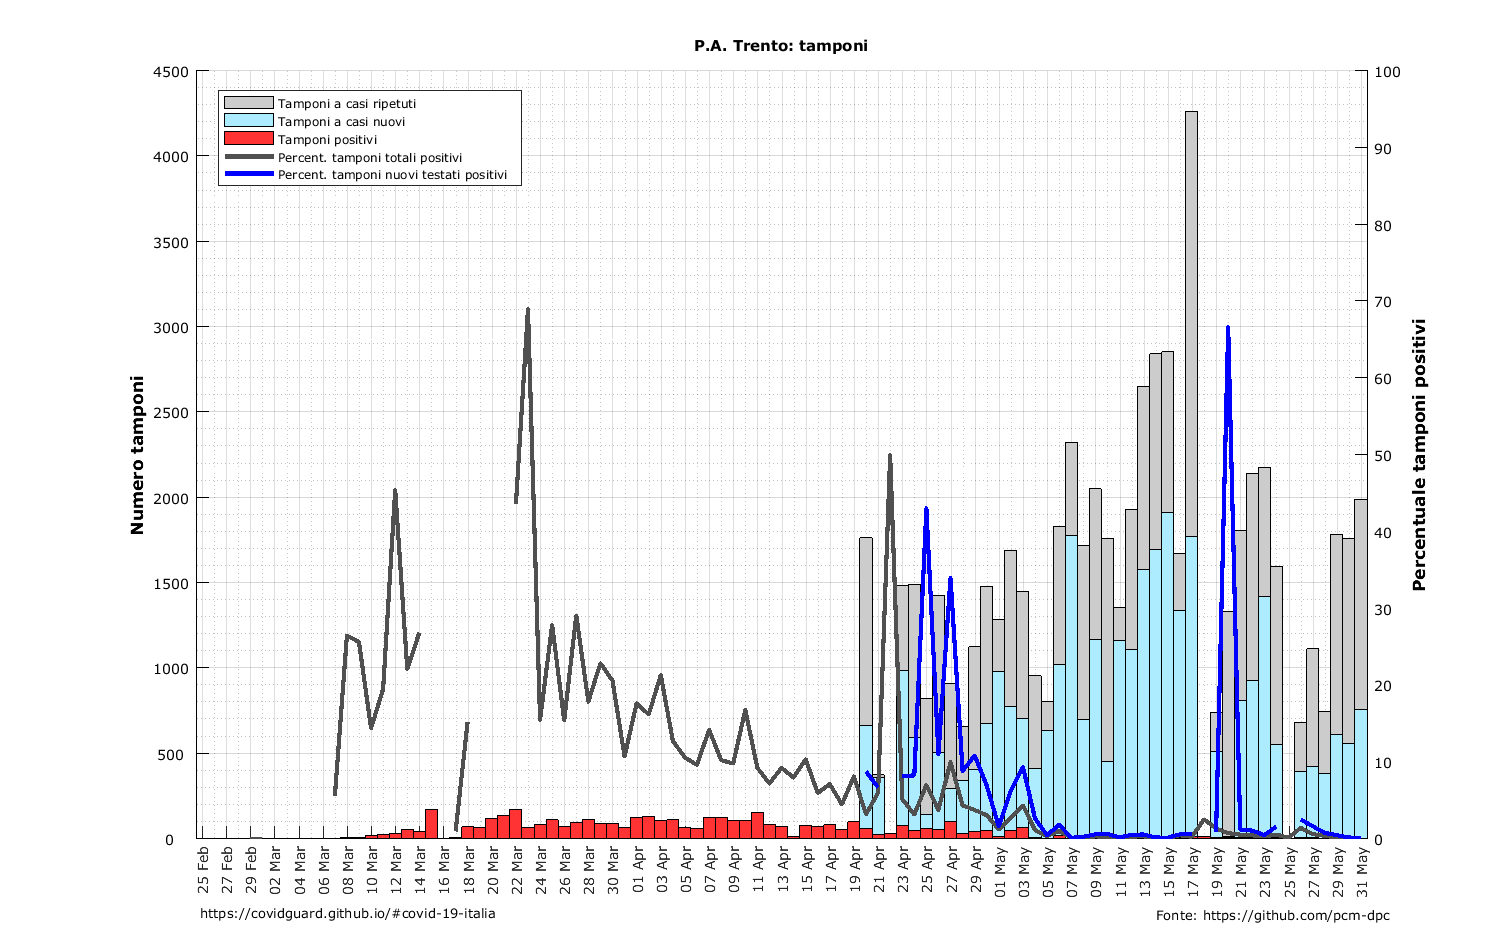 P.A. Trento: tamponi
4500
4000
3500
3000
2500
2000
1500
1000
500
0
Numero tamponi
Tamponi a casi ripetuti
Tamponi a casi nuovi
Tamponi positivi
Percent. tamponi totali positivi
Percent. tamponi nuovi testati positivi
100
90
80
70
60
50
40
30
20
10
0
Percentuale tamponi positivi
25 Feb
27 Feb
29 Feb
02 Mar
04 Mar
06 Mar
08 Mar
10 Mar
12 Mar
14 Mar
16 Mar
18 Mar
20 Mar
22 Mar
24 Mar
26 Mar
28 Mar
30 Mar
01 Apr
03 Apr
05 Apr
07 Apr
09 Apr
11 Apr
13 Apr
15 Apr
17 Apr
19 Apr
21 Apr
23 Apr
25 Apr
27 Apr
29 Apr
01 May
03 May
05 May
07 May
09 May
11 May
13 May
15 May
17 May
19 May
21 May
23 May
25 May
27 May
29 May
31 May
https://covidguard.github.io/#covid-19-italia
Fonte: https://github.com/pcm-dpc